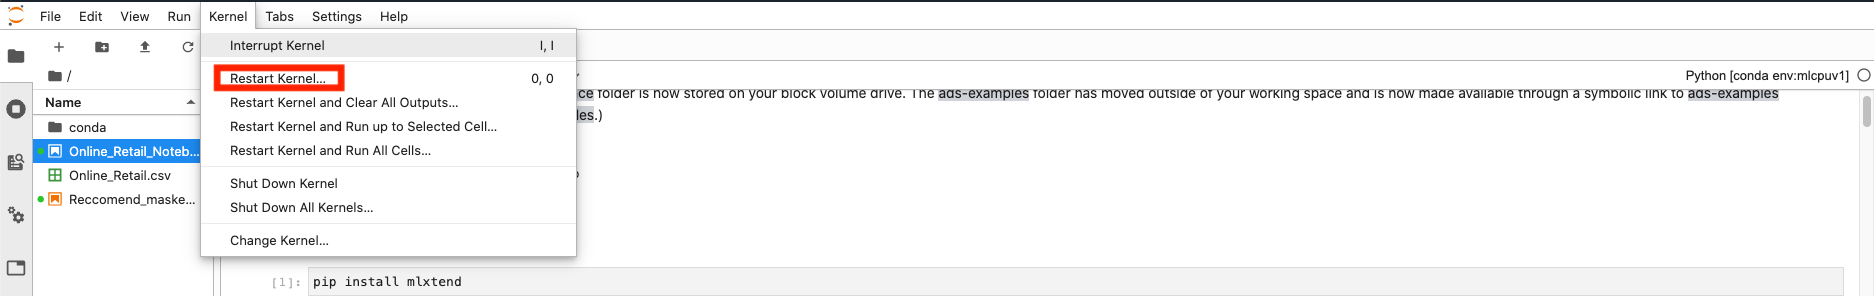 File Edit View Run Kernel Tabs Settings Help
Interrupt Kernel I, I
Restart Kernel... 0, 0
Restart Kernel and Clear All Outputs...
Restart Kernel and Run up to Selected Cell...
Restart Kernel and Run All Cells...
Shut Down Kernel
Shut Down All Kernels...
Change Kernel...
/
Name
conda
Online_Retail_Noteb...
Online_Retail.csv
Reccomend_maske...
Python [conda env:mlcpuv1]
ce folder is now stored on your block volume drive. The ads-examples folder has moved outside of your working space and is now made available through a symbolic link to ads-examples
les.)
[1]: pip install mlxtend